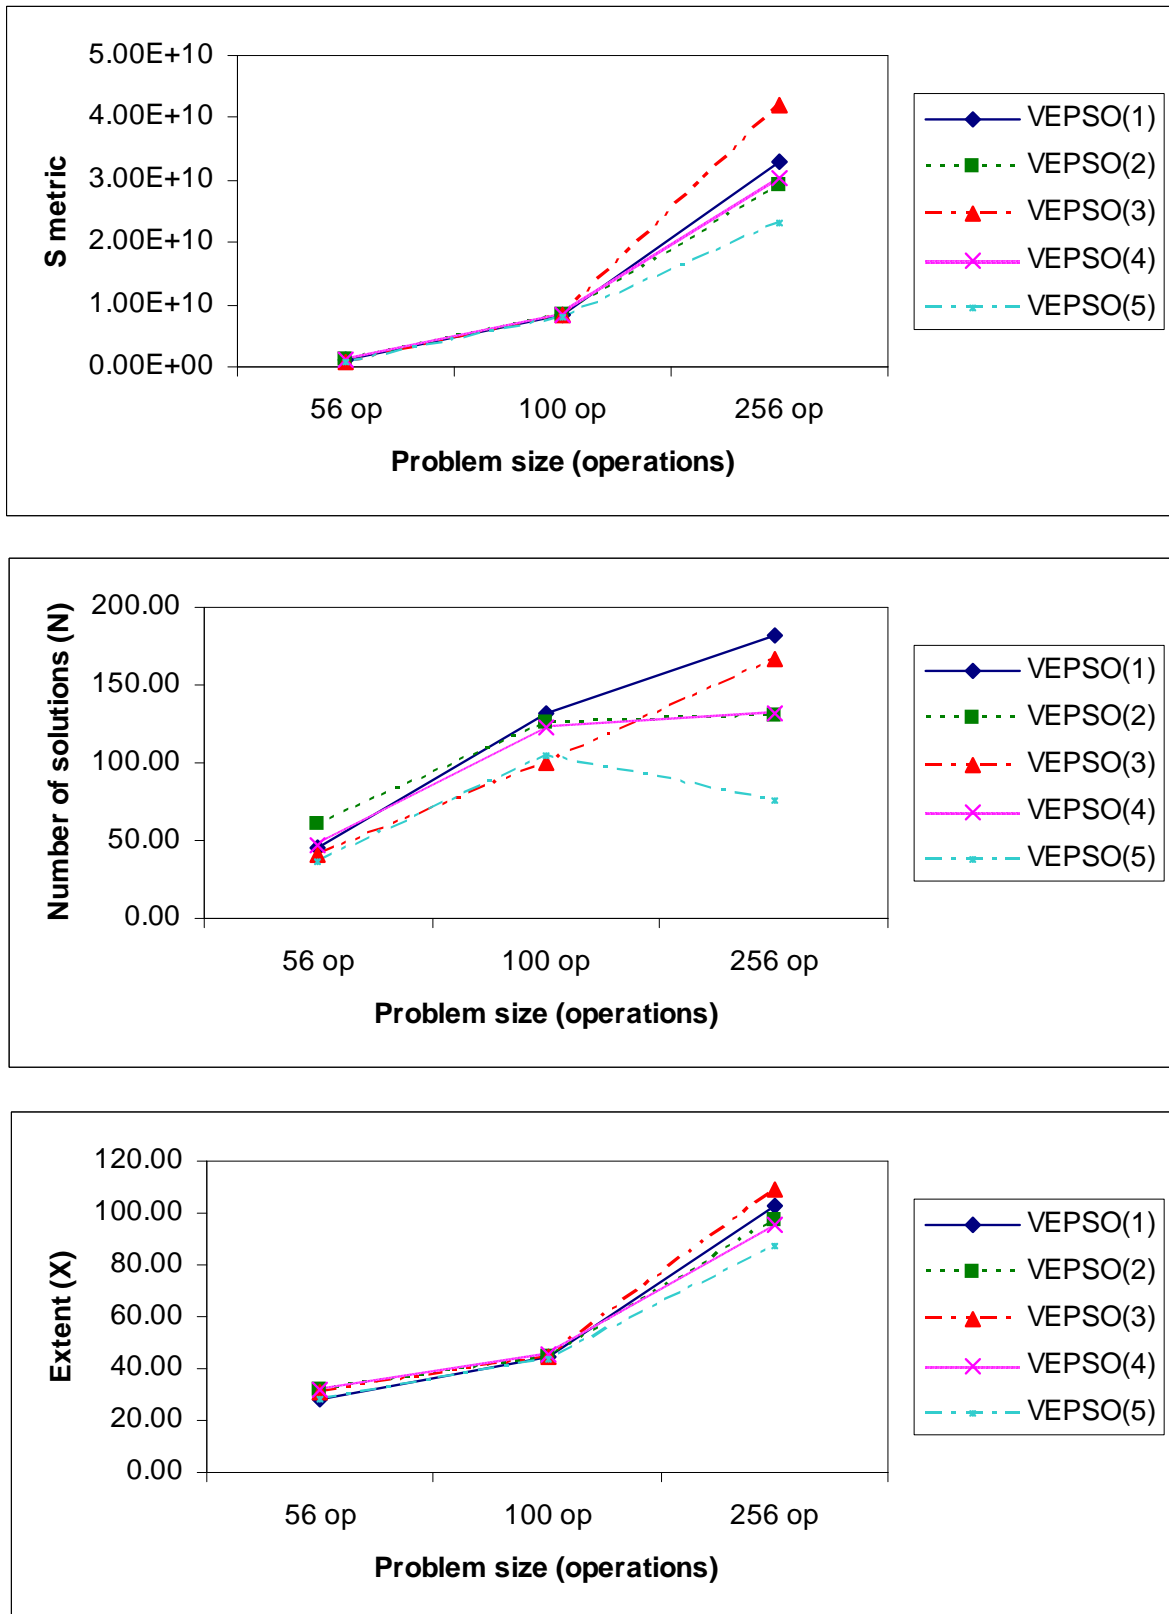 5.00E+10
4.00E+10
3.00E+10
2.00E+10
1.00E+10
0.00E+00
S metric
56 op
100 op
256 op
Problem size (operations)
VEPSO(1)
VEPSO(2)
VEPSO(3)
VEPSO(4)
VEPSO(5)
200.00
150.00
100.00
50.00
0.00
Number of solutions (N)
56 op
100 op
256 op
Problem size (operations)
VEPSO(1)
VEPSO(2)
VEPSO(3)
VEPSO(4)
VEPSO(5)
120.00
100.00
80.00
60.00
40.00
20.00
0.00
Extent (X)
56 op
100 op
256 op
Problem size (operations)
VEPSO(1)
VEPSO(2)
VEPSO(3)
VEPSO(4)
VEPSO(5)